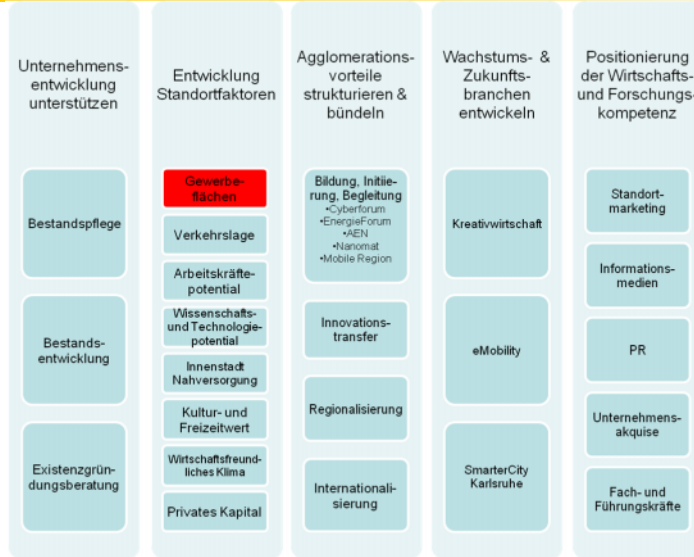 Unternehmens-
entwicklung
unterstützen
Bestandspflege
Bestands-
entwicklung
Existenzgrün-
dungsberatung
Entwicklung
Standortfaktoren
Gewerbe-
flächen
Verkehrslage
Arbeitskräfte-
potential
Wissenschafts-
und Technologie-
potential
Innenstadt
Nahversorgung
Kultur- und
Freizeitwert
Wirtschaftsfreund-
liches Klima
Privates Kapital
Agglomerations-
vorteile
strukturieren &
bündeln
Bildung, Initiie-
rung, Begleitung
•Cyberforum
•EnergieForum
•AEN
•Nanomat
•Mobile Region
Innovations-
transfer
Regionalisierung
Internationali-
sierung
Wachstums- &
Zukunfts-
branchen
entwickeln
Kreativwirtschaft
eMobility
SmarterCity
Karlsruhe
Positionierung
der Wirtschafts-
und Forschungs-
kompetenz
Standort-
marketing
Informations-
medien
PR
Unternehmens-
akquise
Fach- und
Führungskräfte